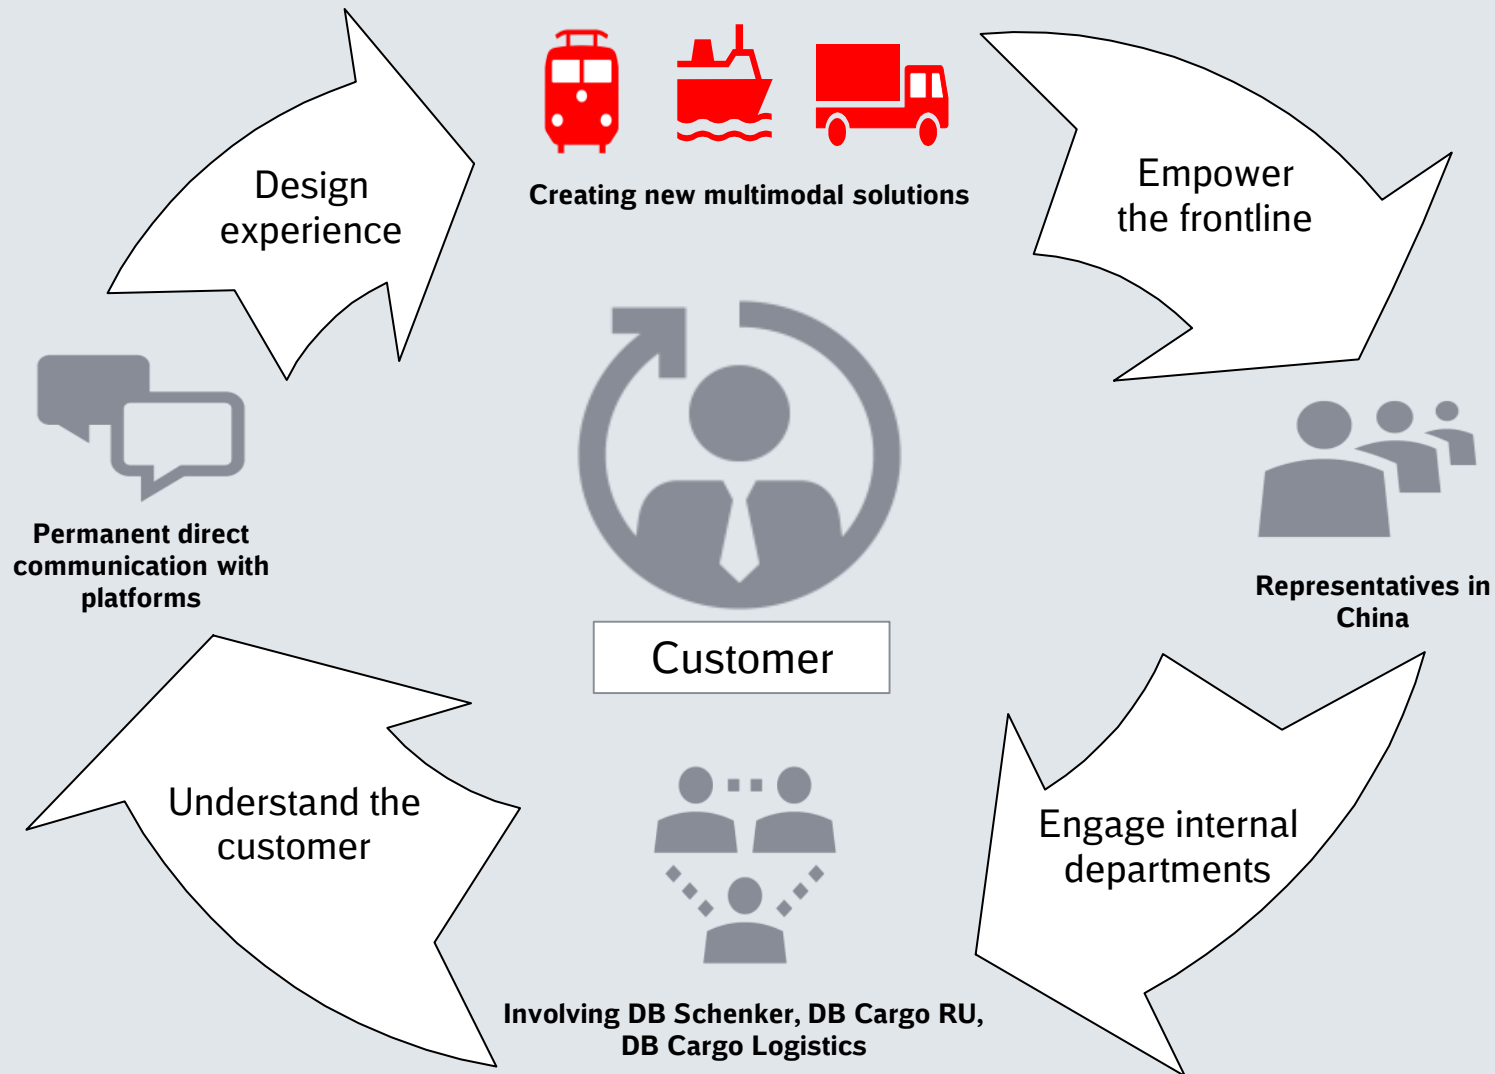 Design
experience
Creating new multimodal solutions
Empower
the frontline
Permanent direct
communication with
platforms
Representatives in
China
Customer
Understand the
customer
Engage internal
departments
Involving DB Schenker, DB Cargo RU,
DB Cargo Logistics